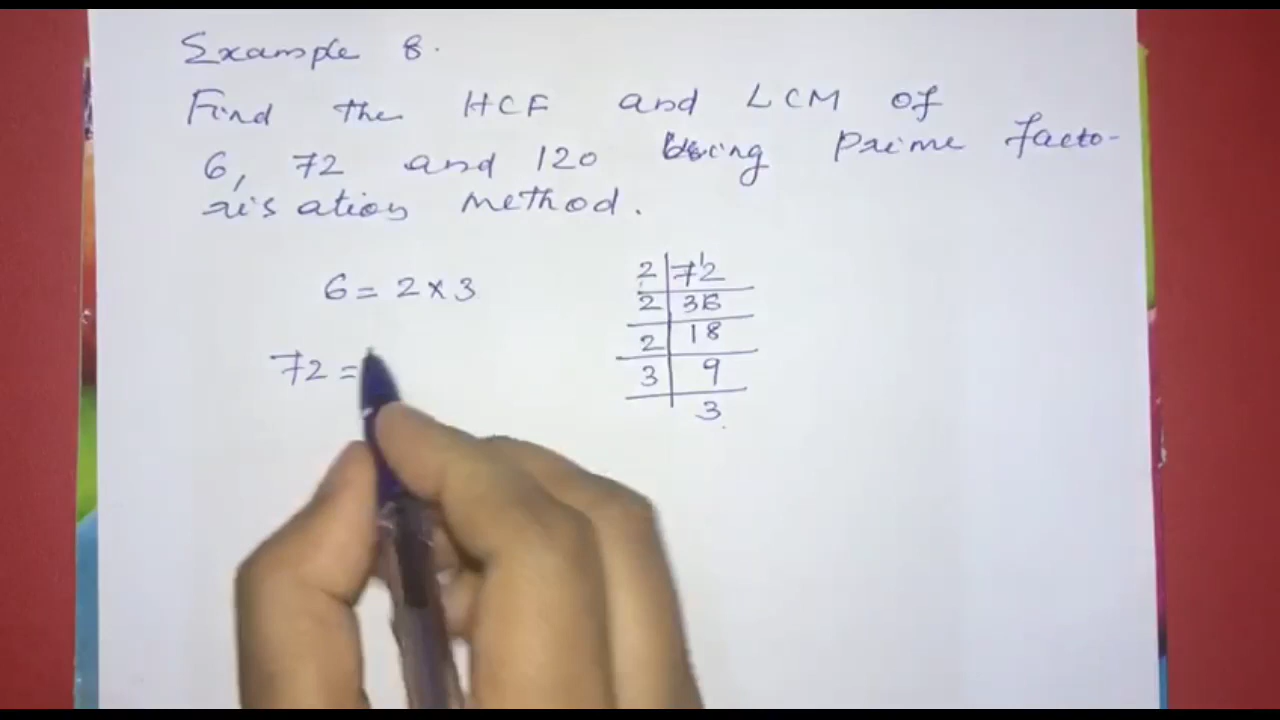 Example 8.
Find the HCF and LCM of
6, 72 and 120 using prime facto-
risation method.
6 = 2 × 3
72 =
2 | 72
2 | 36
2 | 18
3 | 9
3